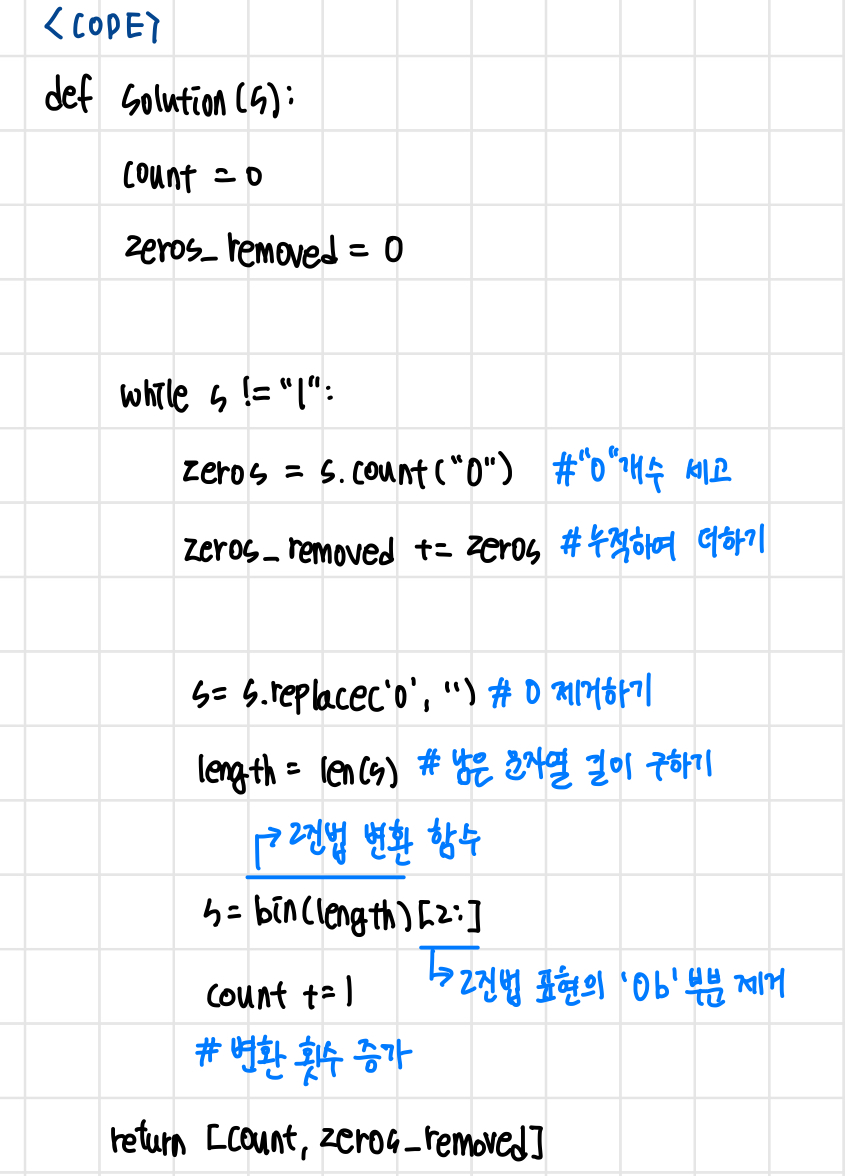 <CODE>
def solution(s):
count = 0
zeros_removed = 0
while s != "1":
zeros = s.count("0") #"0"개수 세고
zeros_removed += zeros #누적하여 더하기
s= s.replace('0', '') # 0 제거하기
length = len(s) # 남은 문자열 길이 구하기
→ 2진법 변환 함수
s= bin(length)[2:]
→ 2진법 표현의 '0b' 부분 제거
count +=1
# 변환 횟수 증가
return [count, zeros_removed]